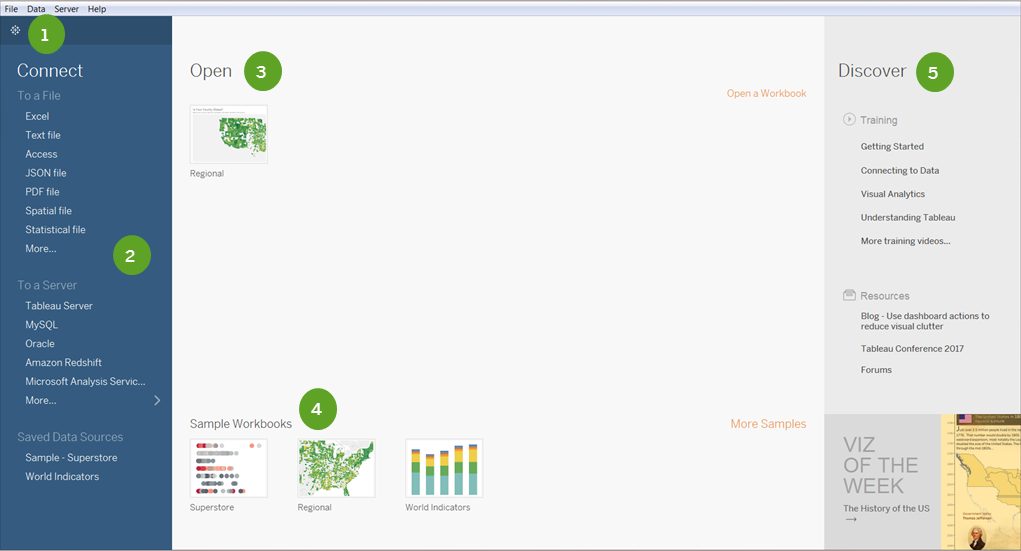 File Data Server Help
1
Connect
To a File
Excel
Text file
Access
JSON file
PDF file
Spatial file
Statistical file
More...
2
To a Server
Tableau Server
MySQL
Oracle
Amazon Redshift
Microsoft Analysis Servic...
More...
Saved Data Sources
Sample - Superstore
World Indicators
Open
3
Open a Workbook
Regional
Sample Workbooks
4
More Samples
Superstore
Regional
World Indicators
Discover
5
Training
Getting Started
Connecting to Data
Visual Analytics
Understanding Tableau
More training videos...
Resources
Blog - Use dashboard actions to
reduce visual clutter
Tableau Conference 2017
Forums
VIZ
OF THE
WEEK
The History of the US
→